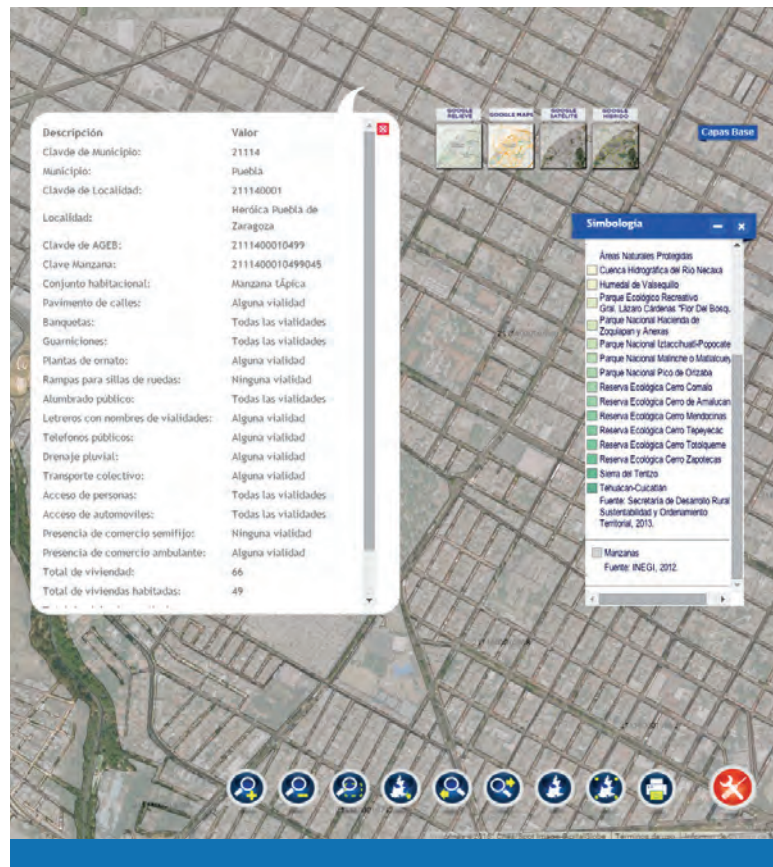 GOOGLE RELIEVE
GOOGLE MAPS
GOOGLE SATÉLITE
GOOGLE HÍBRIDO
Capas Base
Descripción Valor
Clavde de Municipio: 21114
Municipio: Puebla
Clavde de Localidad: 211140001
Localidad: Heróica Puebla de
Zaragoza
Clavde de AGEB: 2111400010499
Clave Manzana: 2111400010499045
Conjunto habitacional: Manzana tÃpica
Pavimento de calles: Alguna vialidad
Banquetas: Todas las vialidades
Guarniciones: Todas las vialidades
Plantas de ornato: Alguna vialidad
Rampas para sillas de ruedas: Ninguna vialidad
Alumbrado público: Todas las vialidades
Letreros con nombres de vialidades: Alguna vialidad
Teléfonos públicos: Alguna vialidad
Drenaje pluvial: Alguna vialidad
Transporte colectivo: Alguna vialidad
Acceso de personas: Todas las vialidades
Acceso de automoviles: Todas las vialidades
Presencia de comercio semifijo: Ninguna vialidad
Presencia de comercio ambulante: Alguna vialidad
Total de viviendad: 66
Total de viviendas habitadas: 49
Simbología
Áreas Naturales Protegidas
Cuenca Hidrográfica del Río Necaxa
Humedal de Valsequillo
Parque Ecológico Recreativo
Gral. Lázaro Cárdenas "Flor Del Bosq.
Parque Nacional Hacienda de
Zoquiapan y Anexas
Parque Nacional Iztaccíhuatl-Popocate
Parque Nacional Malinche o Matlalcuey
Parque Nacional Pico de Orizaba
Reserva Ecológica Cerro Comalo
Reserva Ecológica Cerro de Amalucan
Reserva Ecológica Cerro Mendocinas
Reserva Ecológica Cerro Tepeyecac
Reserva Ecológica Cerro Totolqueme
Reserva Ecológica Cerro Zapotecas
Sierra del Tentzo
Tehuacán-Cuicatlán
Fuente: Secretaría de Desarrollo Rural
Sustentabilidad y Ordenamiento
Territorial, 2013.
Manzanas
Fuente: INEGI, 2012.